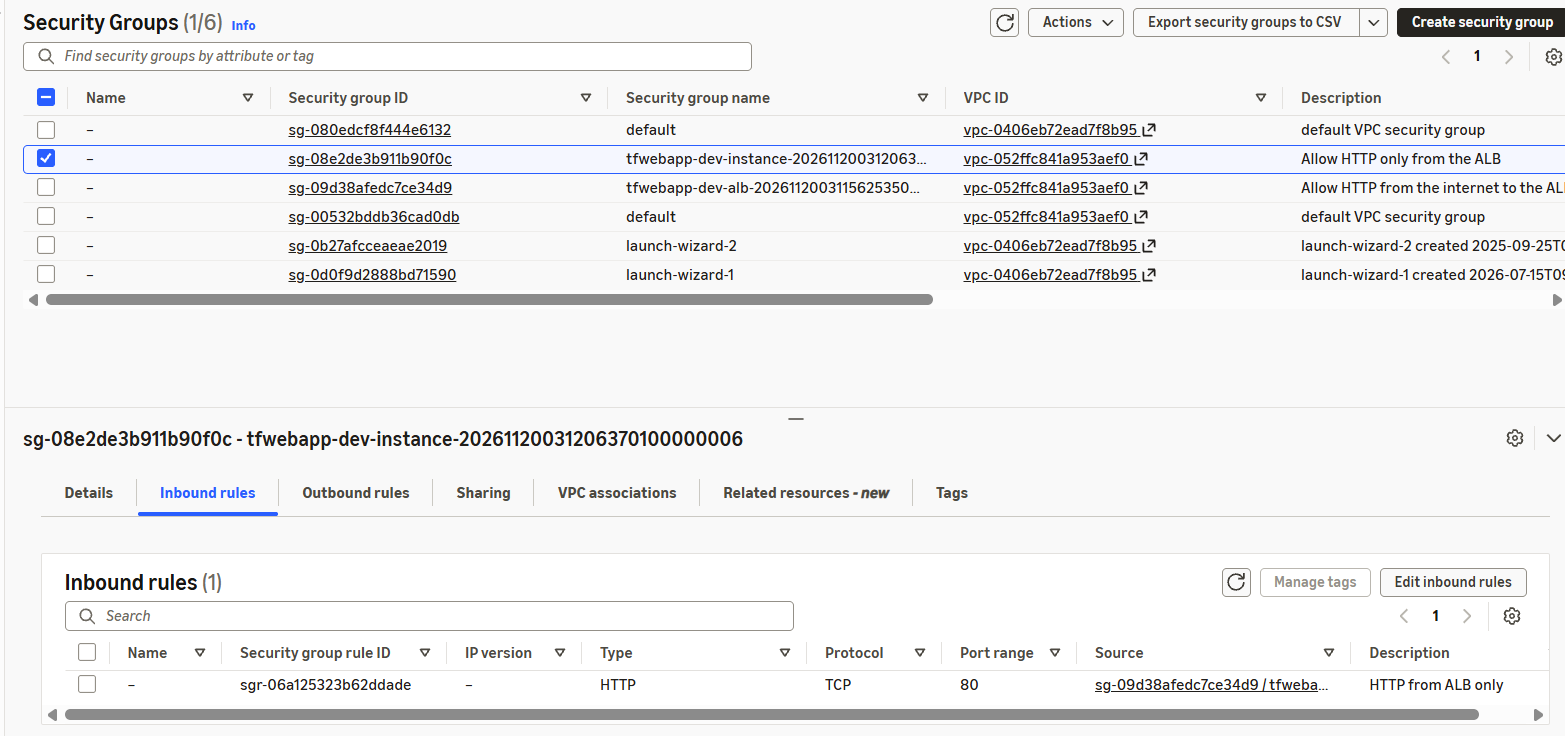 Security Groups (1/6) Info
Actions Export security groups to CSV Create security group
Find security groups by attribute or tag 1
Name Security group ID Security group name VPC ID Description
– sg-080edcf8f444e6132 default vpc-0406eb72ead7f8b95 default VPC security group
– sg-08e2de3b911b90f0c tfwebapp-dev-instance-202611200312063... vpc-052ffc841a953aef0 Allow HTTP only from the ALB
– sg-09d38afedc7ce34d9 tfwebapp-dev-alb-2026112003115625350... vpc-052ffc841a953aef0 Allow HTTP from the internet to the AL
– sg-00532bddb36cad0db default vpc-052ffc841a953aef0 default VPC security group
– sg-0b27afcceaeae2019 launch-wizard-2 vpc-0406eb72ead7f8b95 launch-wizard-2 created 2025-09-25T0
– sg-0d0f9d2888bd71590 launch-wizard-1 vpc-0406eb72ead7f8b95 launch-wizard-1 created 2026-07-15T09
sg-08e2de3b911b90f0c - tfwebapp-dev-instance-20261120031206370100000006
Details Inbound rules Outbound rules Sharing VPC associations Related resources - new Tags
Inbound rules (1)
Manage tags Edit inbound rules
Search 1
Name Security group rule ID IP version Type Protocol Port range Source Description
– sgr-06a125323b62ddade – HTTP TCP 80 sg-09d38afedc7ce34d9 / tfweba... HTTP from ALB only